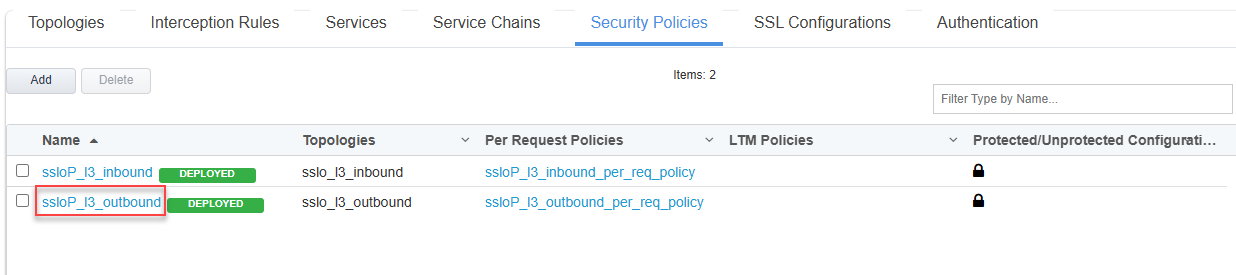 Topologies Interception Rules Services Service Chains Security Policies SSL Configurations Authentication
Add Delete Items: 2
Filter Type by Name...
Name Topologies Per Request Policies LTM Policies Protected/Unprotected Configurati...
ssloP_l3_inbound DEPLOYED sslo_l3_inbound ssloP_l3_inbound_per_req_policy
ssloP_l3_outbound DEPLOYED sslo_l3_outbound ssloP_l3_outbound_per_req_policy